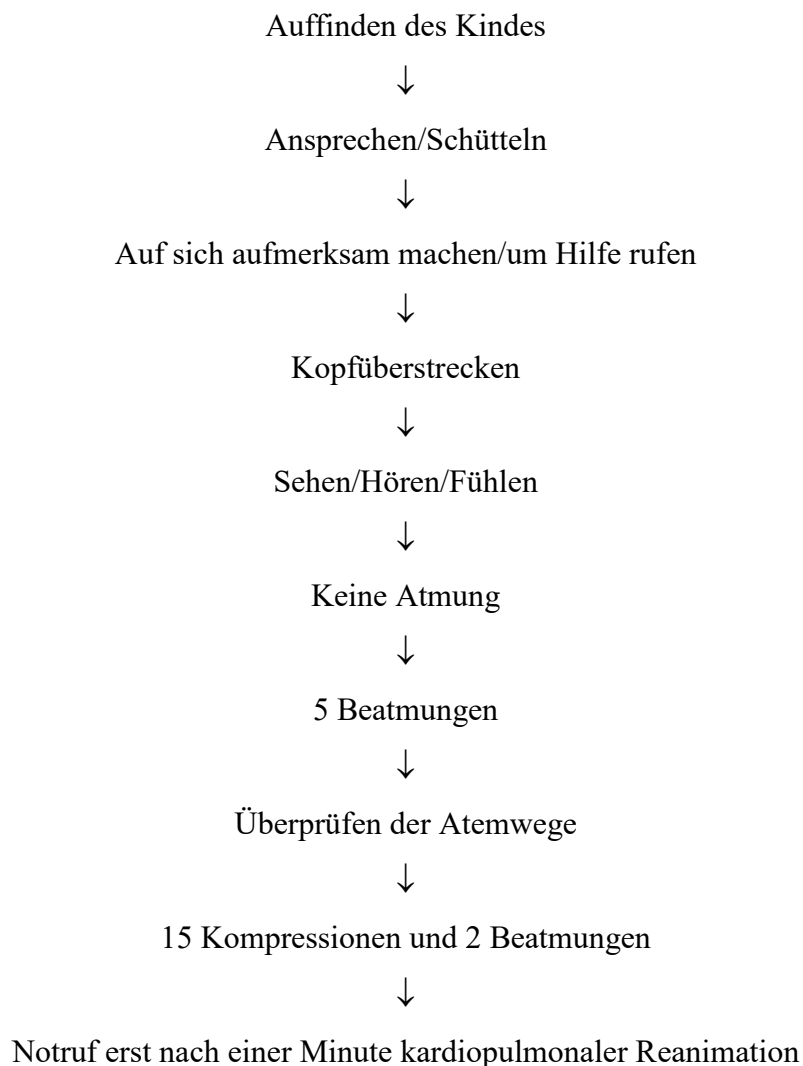 Auffinden des Kindes
↓
Ansprechen/Schütteln
↓
Auf sich aufmerksam machen/um Hilfe rufen
↓
Kopfüberstrecken
↓
Sehen/Hören/Fühlen
↓
Keine Atmung
↓
5 Beatmungen
↓
Überprüfen der Atemwege
↓
15 Kompressionen und 2 Beatmungen
↓
Notruf erst nach einer Minute kardiopulmonaler Reanimation